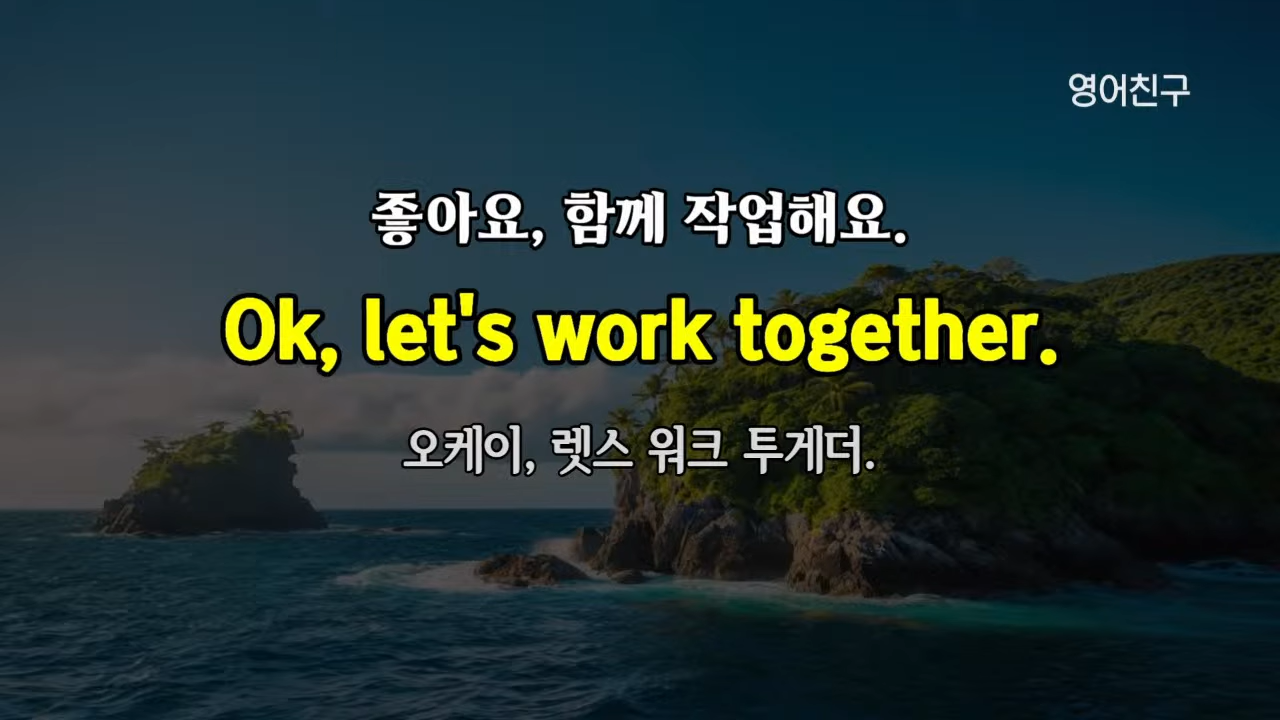 영어친구
좋아요, 함께 작업해요.
Ok, let's work together.
오케이, 렛스 워크 투게더.